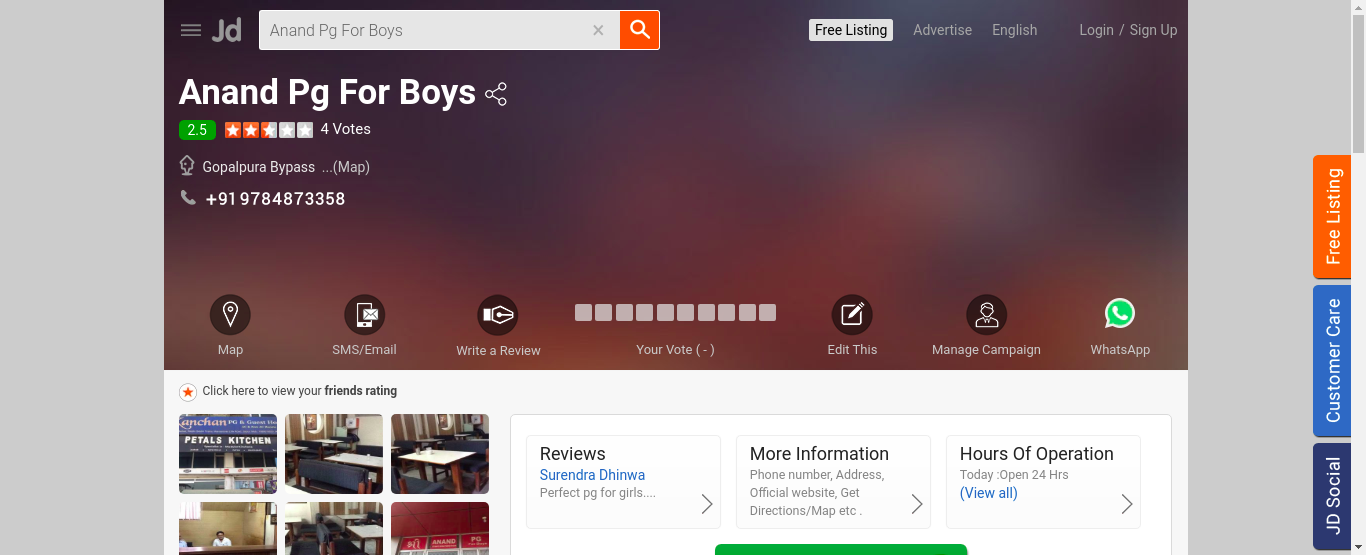 Jd
Anand Pg For Boys
Free Listing
Advertise
English
Login / Sign Up
Anand Pg For Boys
2.5
4 Votes
Gopalpura Bypass ...(Map)
+919784873358
Map
SMS/Email
Write a Review
Your Vote ( - )
Edit This
Manage Campaign
WhatsApp
Free Listing
Customer Care
JD Social
Click here to view your friends rating
anchan PG & Guest
PETALS KITCHEN
ANAND PG
Reviews
Surendra Dhinwa
Perfect pg for girls....
More Information
Phone number, Address,
Official website, Get
Directions/Map etc .
Hours Of Operation
Today :Open 24 Hrs
(View all)